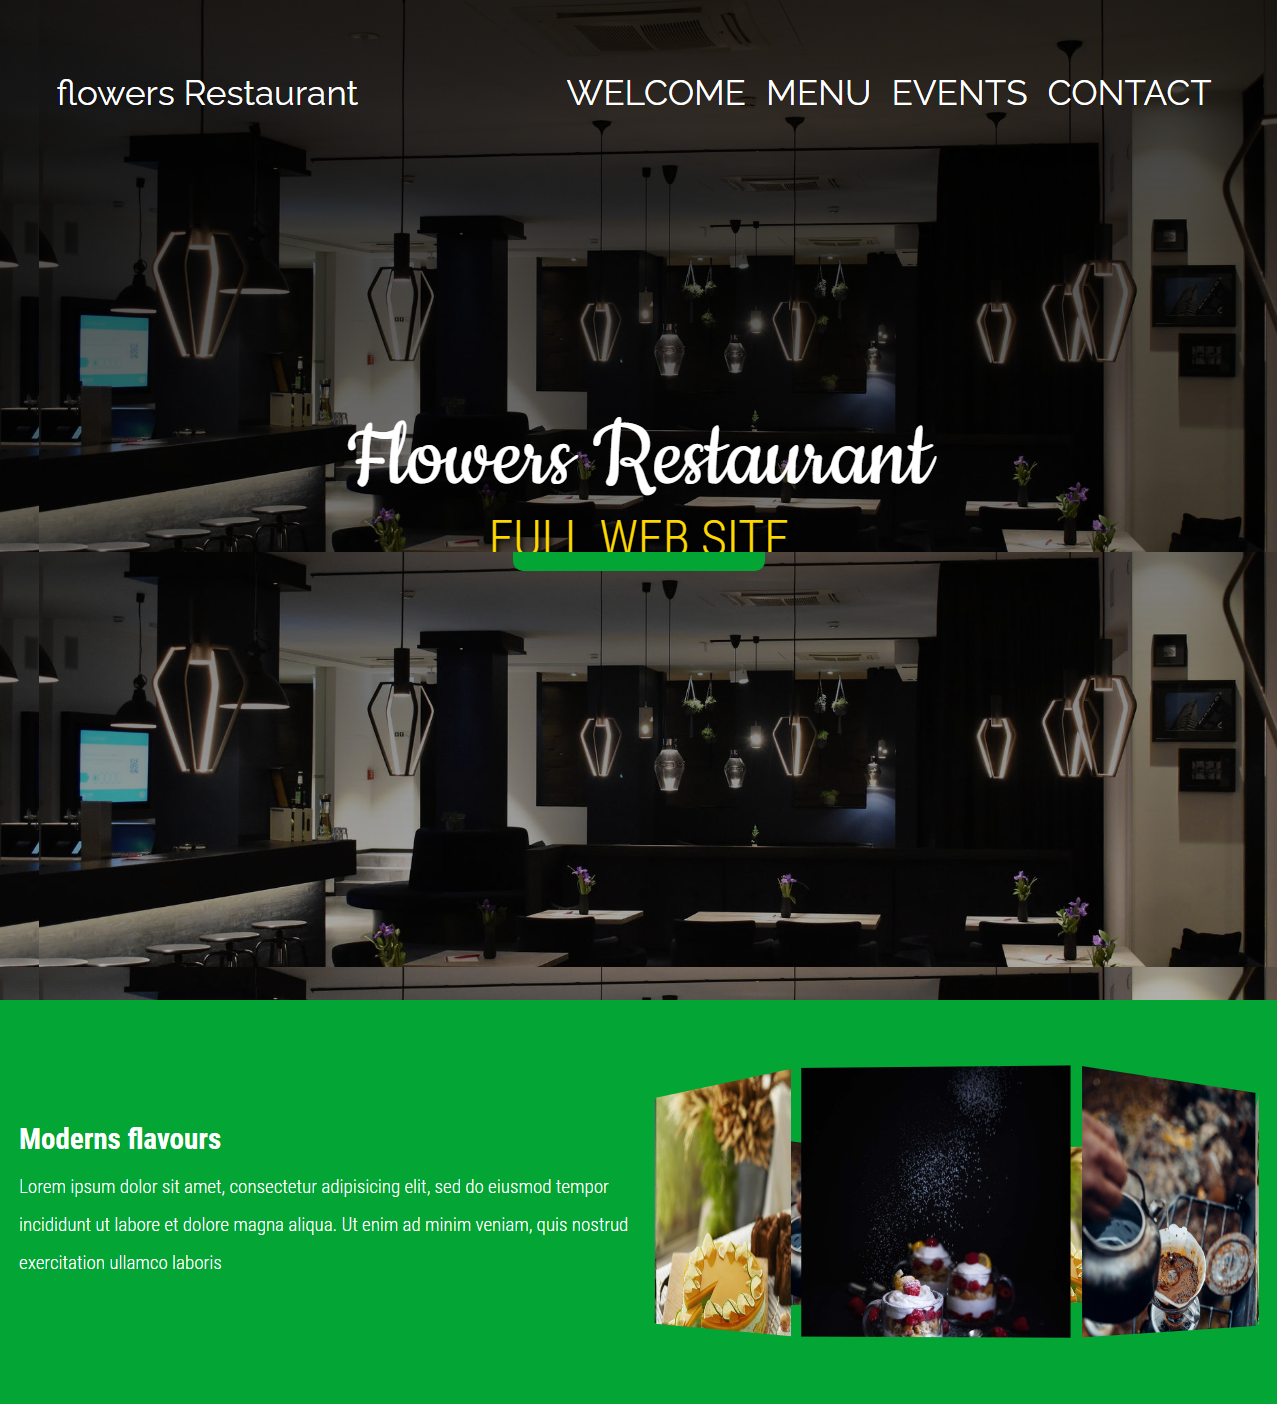 flowers Restaurant
WELCOME MENU EVENTS CONTACT
Flowers Restaurant
FULL WEB SITE
Moderns flavours
Lorem ipsum dolor sit amet, consectetur adipisicing elit, sed do eiusmod tempor
incididunt ut labore et dolore magna aliqua. Ut enim ad minim veniam, quis nostrud
exercitation ullamco laboris